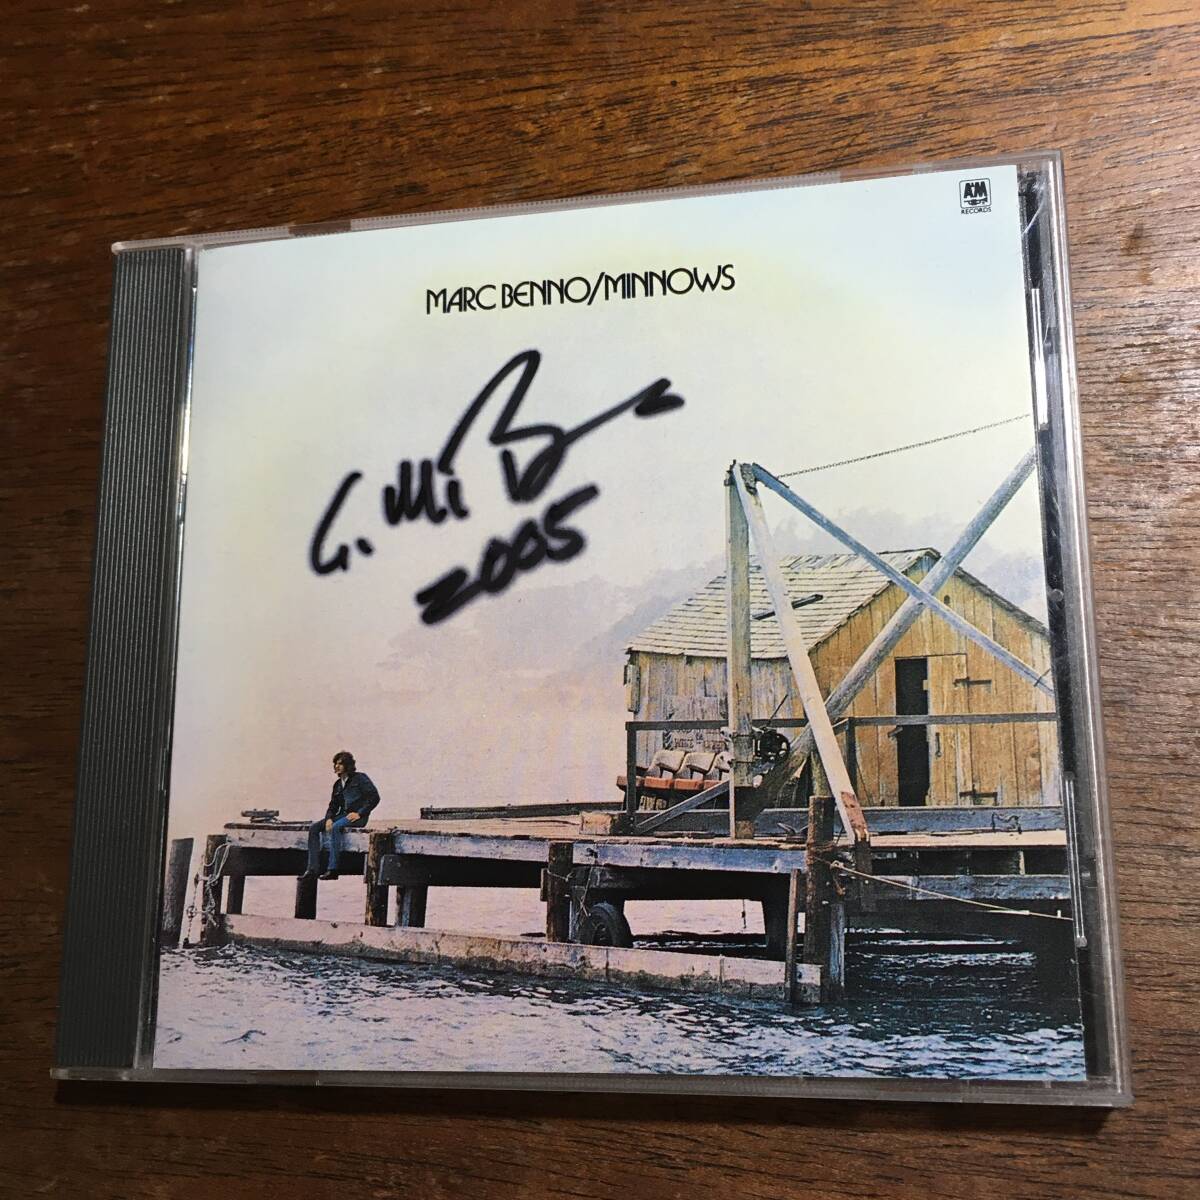 A&M
RECORDS
MARC BENNO/MINNOWS
2005